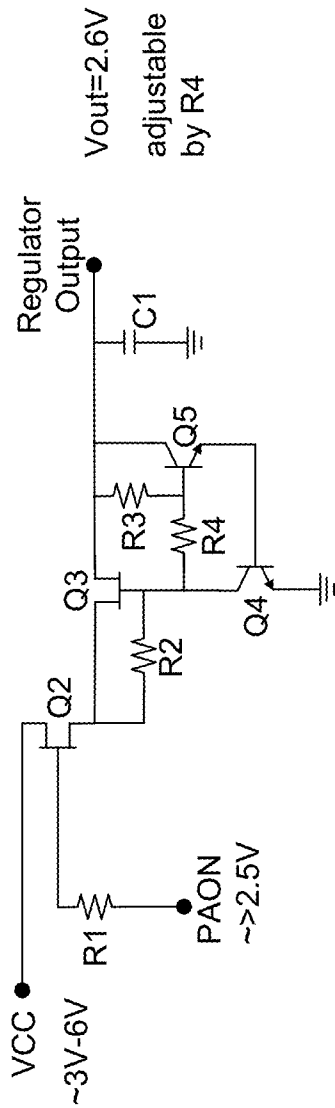 VCC
~3V-6V
R1
PAON
~>2.5V
Q2
R2
Q3
R3
R4
Q5
Q4
C1
Regulator
Output
Vout=2.6V
adjustable
by R4